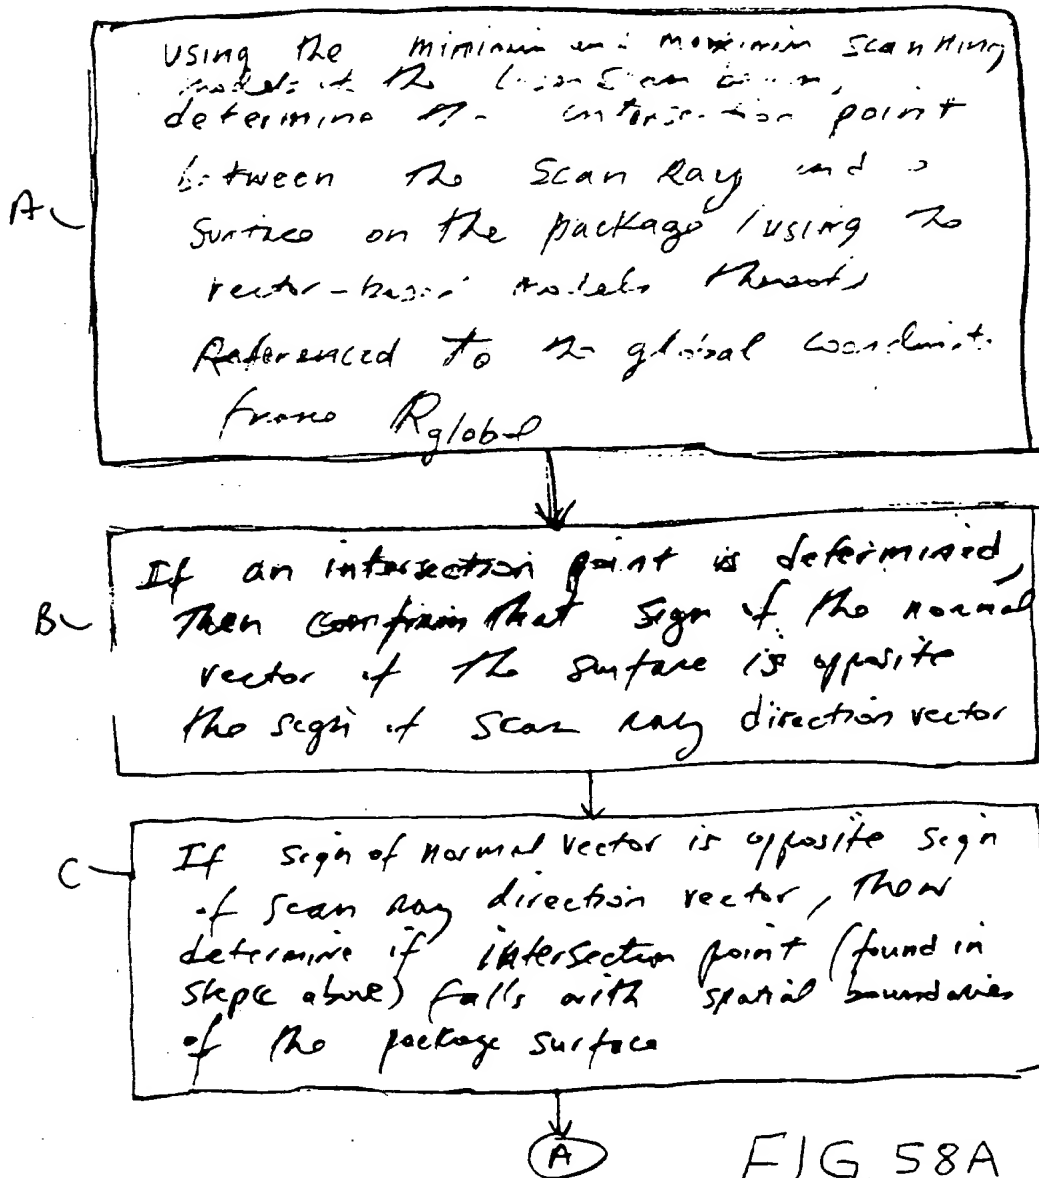 using the minimum and maximum scanning
models of the laser scan
determine the intersection point
between the Scan Ray and a
Surface on the package (using the
vector-based models thereof)
Referenced to the global coordinate
frame Rglobal
A
If an intersection point is determined,
B
then confirm that sign of the normal
vector of the surface is opposite
the sign of scan ray direction vector
C
If sign of normal vector is opposite sign
of scan ray direction vector, then
determine if intersection point (found in
above) falls with spatial boundaries
of the package surface
A
FIG 58A